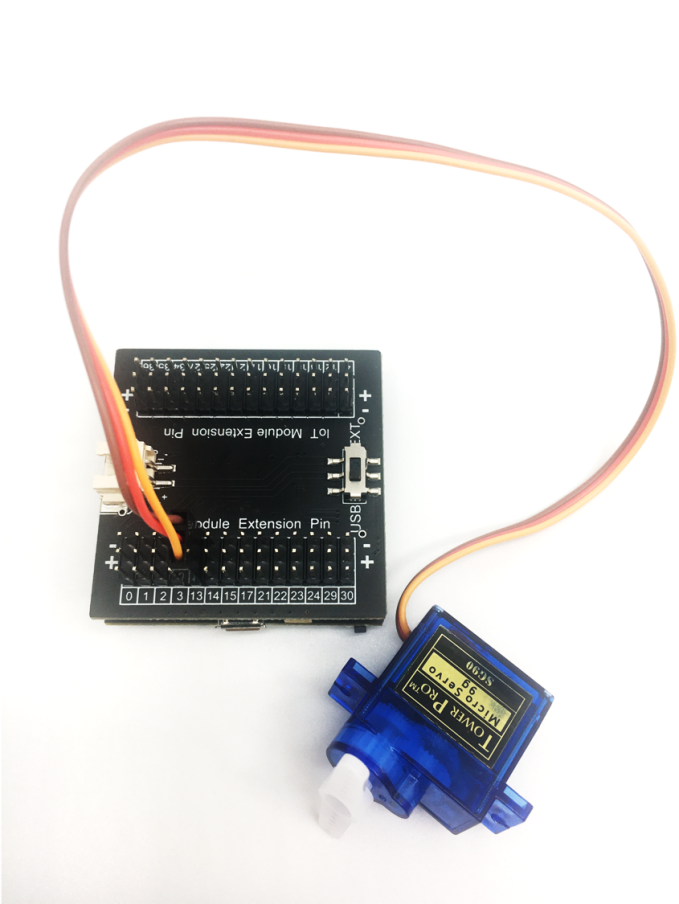 IoT Module Extension Pin
EXT
USB
odule Extension Pin
+
-
-
+
0 1 2 3 13 14 15 17 21 22 23 24 29 30
TOWER PRO™
Micro Servo
9g
SG90